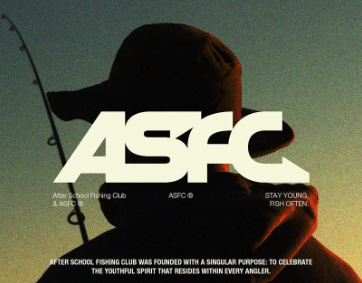 ASFC
After School Fishing Club
& ASFC ®
ASFC ®
STAY YOUNG,
FISH OFTEN.
AFTER SCHOOL FISHING CLUB WAS FOUNDED WITH A SINGULAR PURPOSE: TO CELEBRATE
THE YOUTHFUL SPIRIT THAT RESIDES WITHIN EVERY ANGLER.